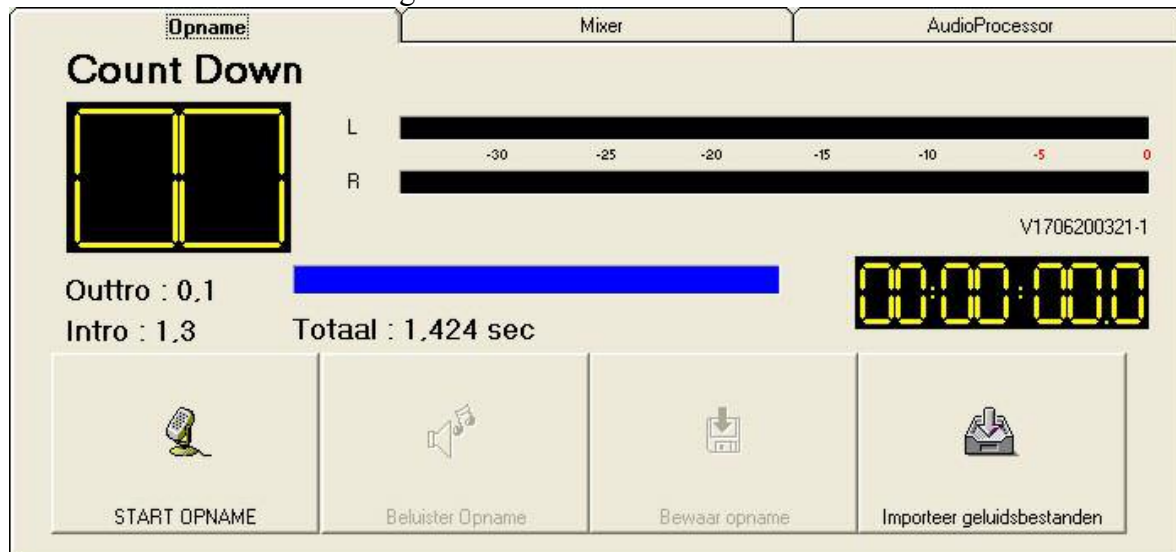 Opname Mixer AudioProcessor
Count Down
00
L
-30 -25 -20 -15 -10 -5 0
R
V1706200321-1
Outtro : 0,1
00:00:00.0
Intro : 1,3 Totaal : 1,424 sec
START OPNAME Beluister Opname Bewaar opname Importeer geluidsbestanden